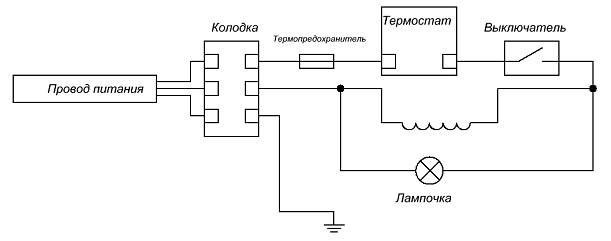 Колодка
Термопредохранитель
Термостат
Выключатель
Провод питания
Лампочка